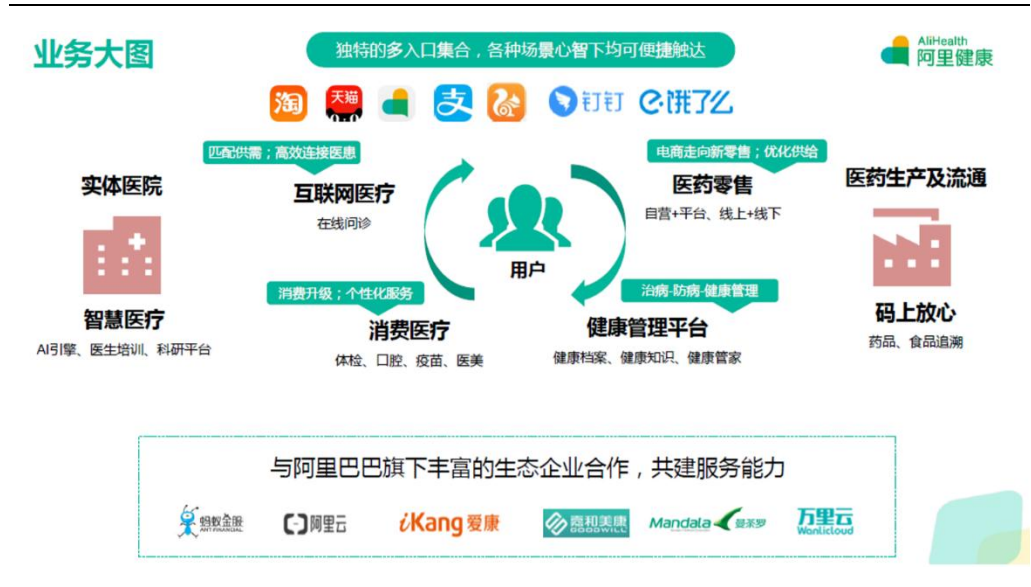 业务大图
独特的多入口集合，各种场景心智下均可便捷触达
AliHealth
阿里健康
淘
天猫
支
钉钉
饿了么
匹配供需；高效连接医患
电商走向新零售；优化供给
实体医院
互联网医疗
在线问诊
医药零售
自营+平台、线上+线下
医药生产及流通
用户
消费升级；个性化服务
治病-防病-健康管理
智慧医疗
AI引擎、医生培训、科研平台
消费医疗
体检、口腔、疫苗、医美
健康管理平台
健康档案、健康知识、健康管家
码上放心
药品、食品追溯
与阿里巴巴旗下丰富的生态企业合作，共建服务能力
蚂蚁金服
ANT FINANCIAL
阿里云
iKang爱康
嘉和美康
GOODWILL
Mandala
曼荼罗
万里云
Wanlicloud